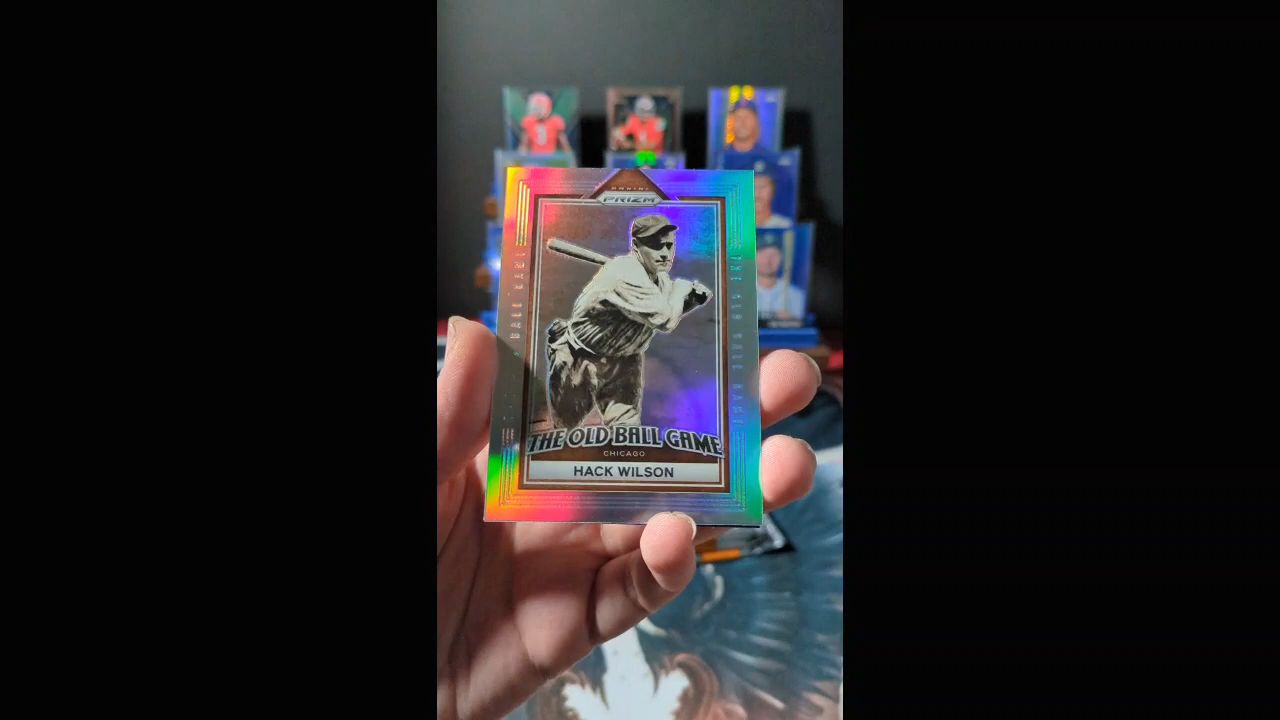 PANINI
PRIZM
THE OLD BALL GAME
CHICAGO
HACK WILSON